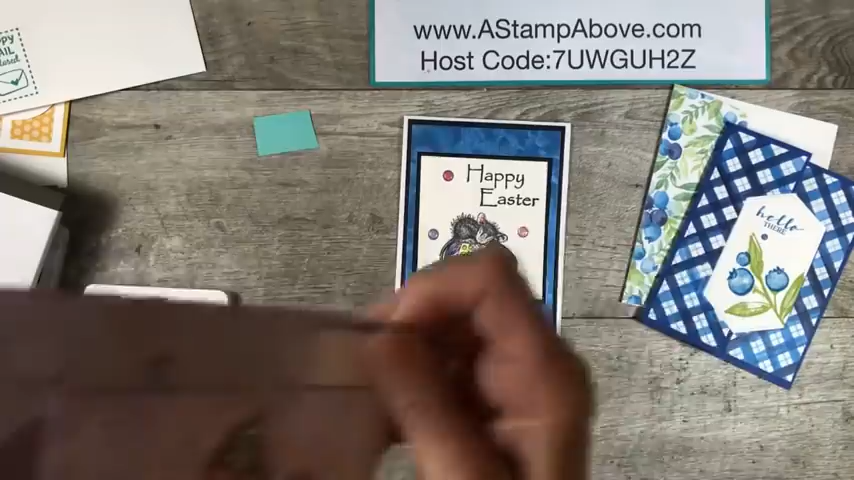 www.AStampAbove.com
Host Code:7UWGUH2Z
Happy
Easter
hello
THERE